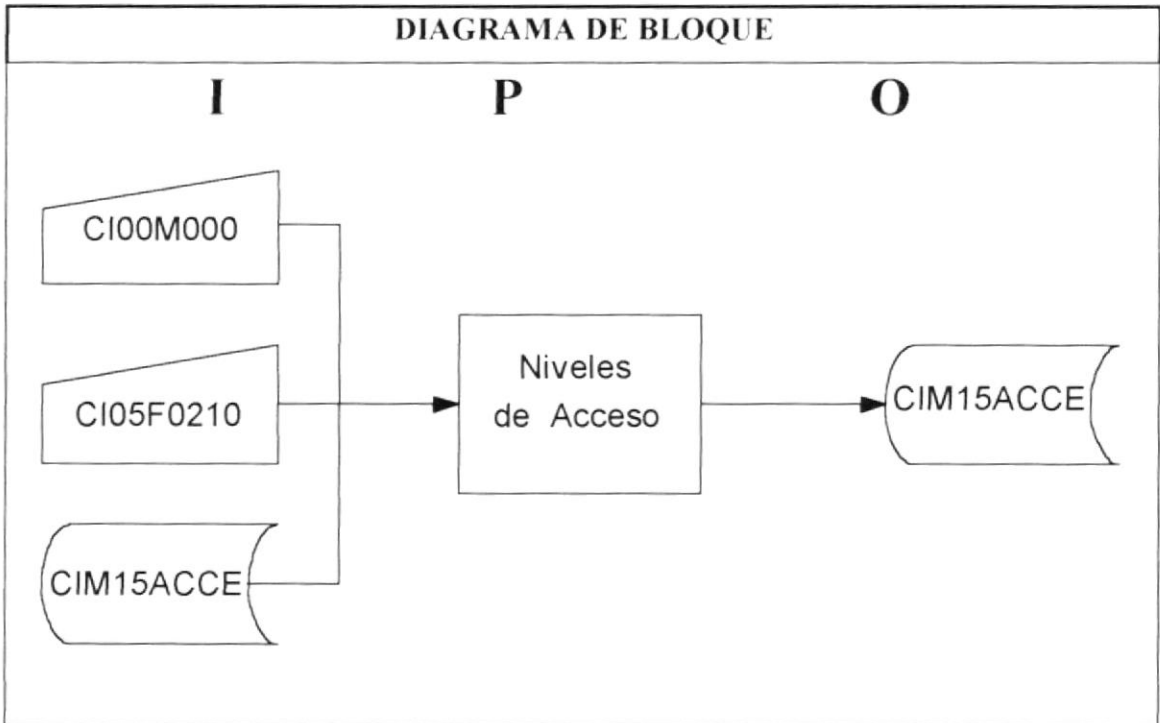 DIAGRAMA DE BLOQUE
I P O
CI00M000
CI05F0210
CIM15ACCE
Niveles
de Acceso
CIM15ACCE